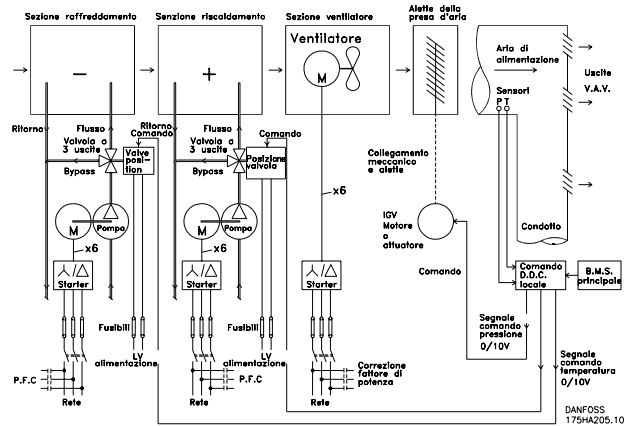 Sezione raffreddamento
Senzione riscaldamento
Sezione ventilatore
Alette della
presa d'aria
Ventilatore
M
−
+
Aria di
alimentazione
Uscite
V.A.V.
Sensori
P T
Ritorno
Flusso
Valvola a
3 uscite
Bypass
Ritorno
Comando
Valve
posi-
tion
Flusso
Valvola a
3 uscite
Bypass
Comando
Posizione
valvola
Collegamento
meccanico
e alette
x6
M
Pompa
x6
Starter
M
Pompa
x6
Starter
Starter
IGV
Motore
o
attuatore
Comando
Condotto
Comando
D.D.C.
locale
B.M.S.
principale
Segnale
comando
pressione
0/10V
Segnale
comando
temperatura
0/10V
Fusibili
LV
alimentazione
Fusibili
LV
alimentazione
P.F.C
P.F.C
Correzione
fattore di
potenza
Rete
Rete
Rete
DANFOSS
175HA205.10